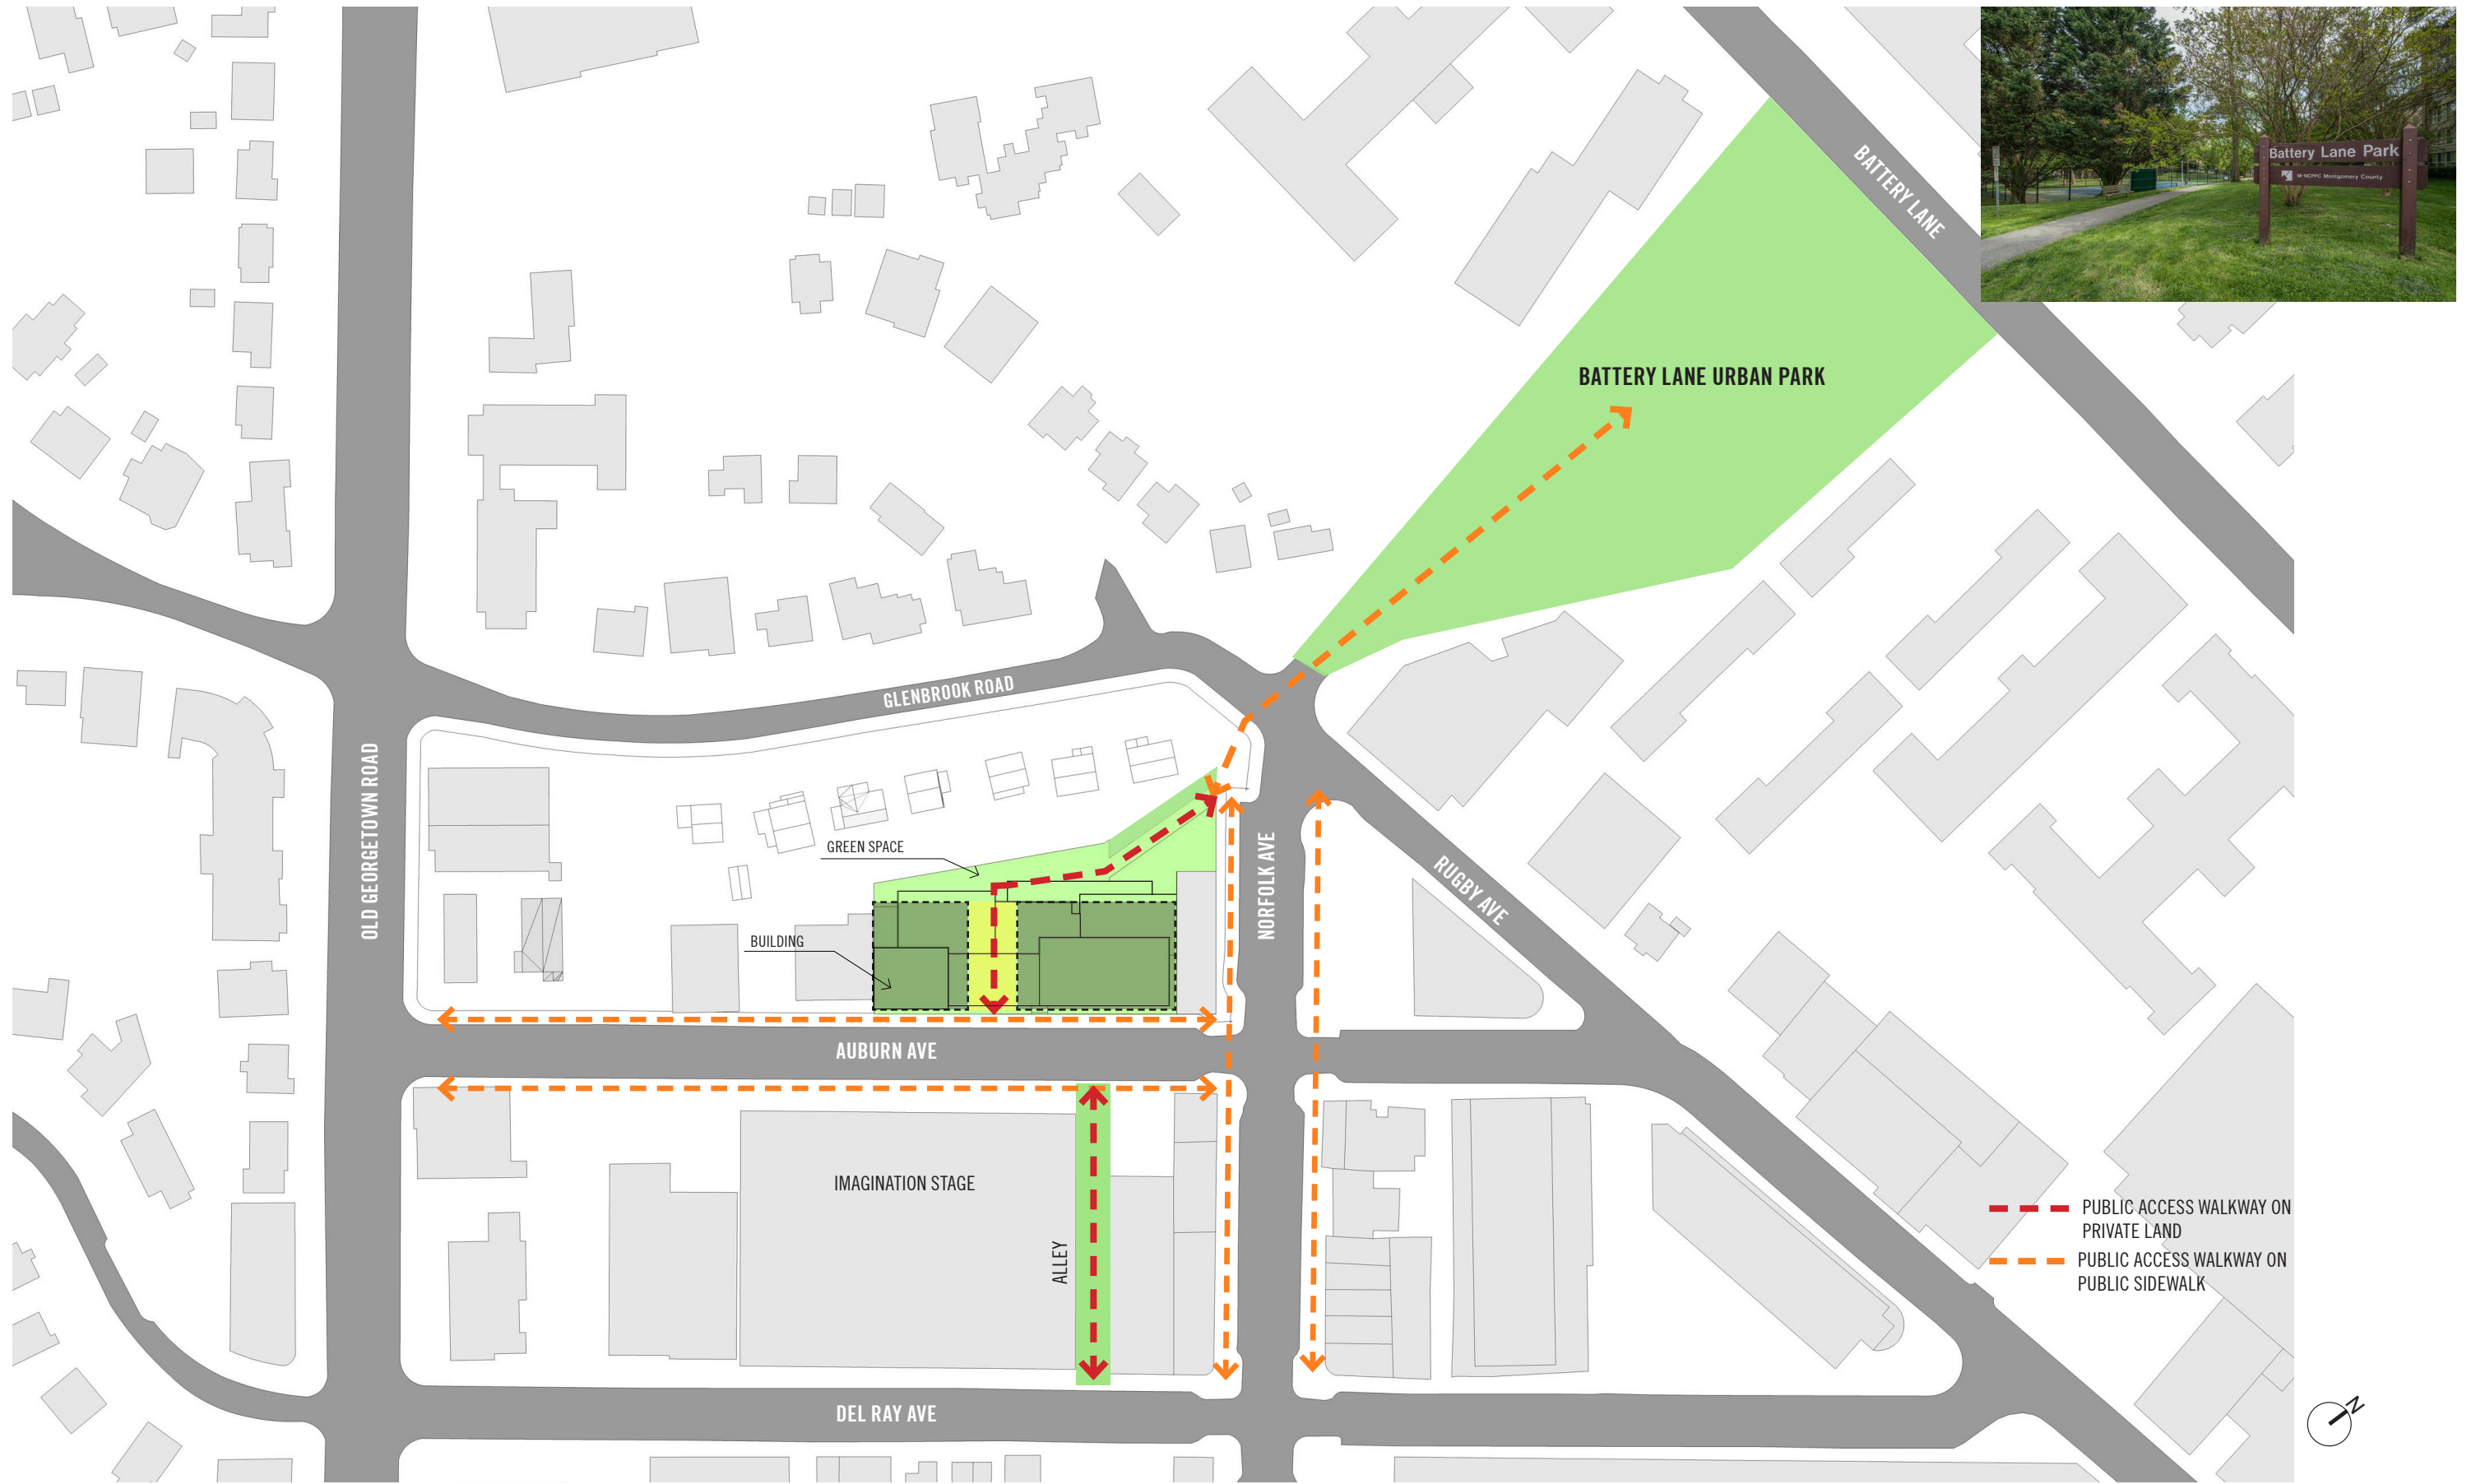 Battery Lane Park
M-NCPPC Montgomery County
BATTERY LANE
BATTERY LANE URBAN PARK
GLENBROOK ROAD
OLD GEORGETOWN ROAD
GREEN SPACE
BUILDING
NORFOLK AVE
RUGBY AVE
AUBURN AVE
IMAGINATION STAGE
ALLEY
PUBLIC ACCESS WALKWAY ON
PRIVATE LAND
PUBLIC ACCESS WALKWAY ON
PUBLIC SIDEWALK
DEL RAY AVE
N